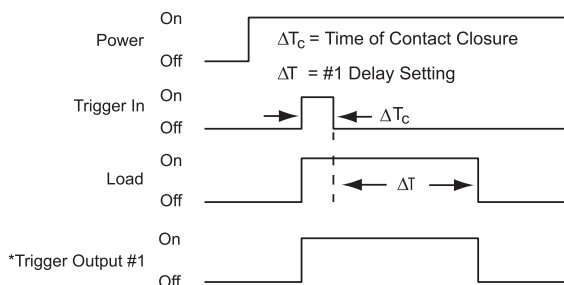 On
Power
ΔTc = Time of Contact Closure
Off
ΔT = #1 Delay Setting
On
Trigger In
ΔTc
Off
On
Load
ΔT
Off
On
*Trigger Output #1
Off